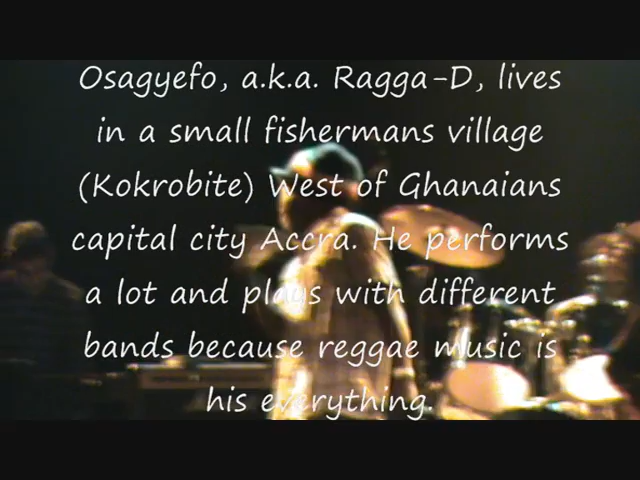 Osagyefo, a.k.a. Ragga-D, lives
in a small fishermans village
(Kokrobite) West of Ghanaians
capital city Accra. He performs
a lot and plays with different
bands because reggae music is
his everything.